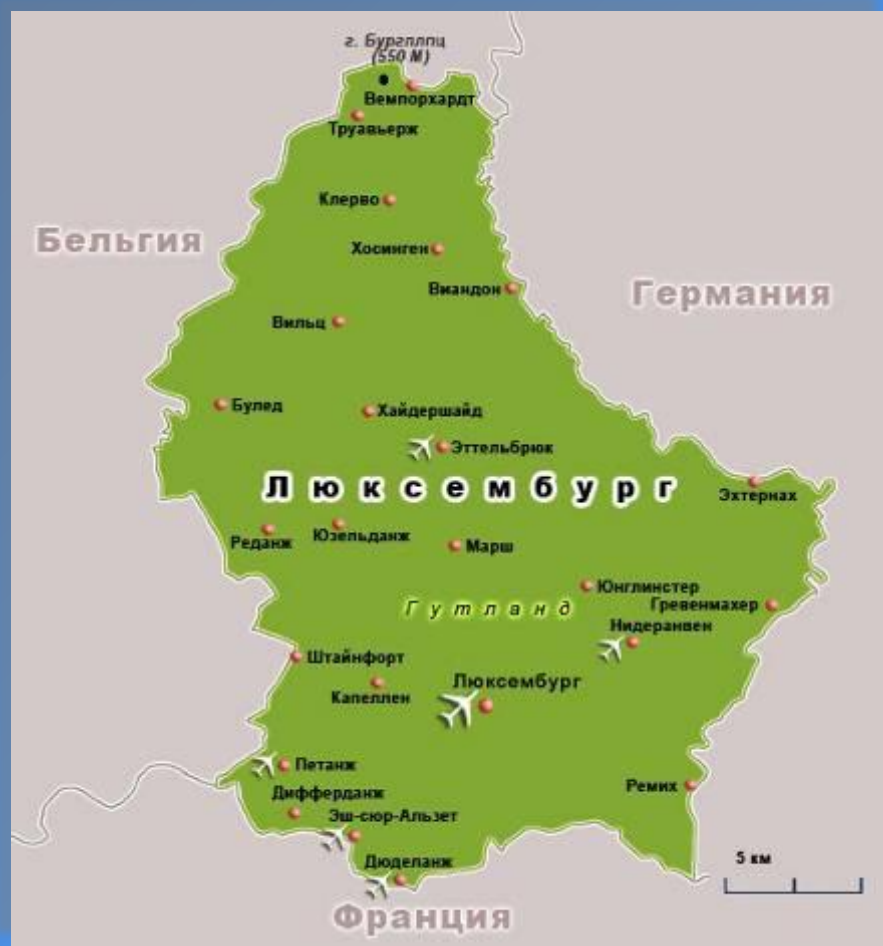 г. Бургплпц
(550 М)
Вемпорхардт
Труавьерж
Клерво
Бельгия
Хосинген
Виандон
Германия
Вильц
Булед
Хайдершайд
Эттельбрюк
Люксембург
Эхтернах
Реданж
Юзельданж
Марш
Юнглинстер
Гутланд
Гревенмахер
Нидеранвен
Штайнфорт
Люксембург
Капеллен
Петанж
Ремих
Дифферданж
Эш-сюр-Альзет
Дюделанж
5 км
Франция